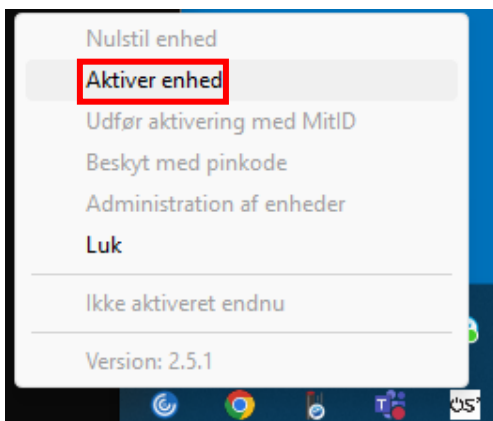 Nulstil enhed
Aktiver enhed
Udfør aktivering med MitID
Beskyt med pinkode
Administration af enheder
Luk
Ikke aktiveret endnu
Version: 2.5.1